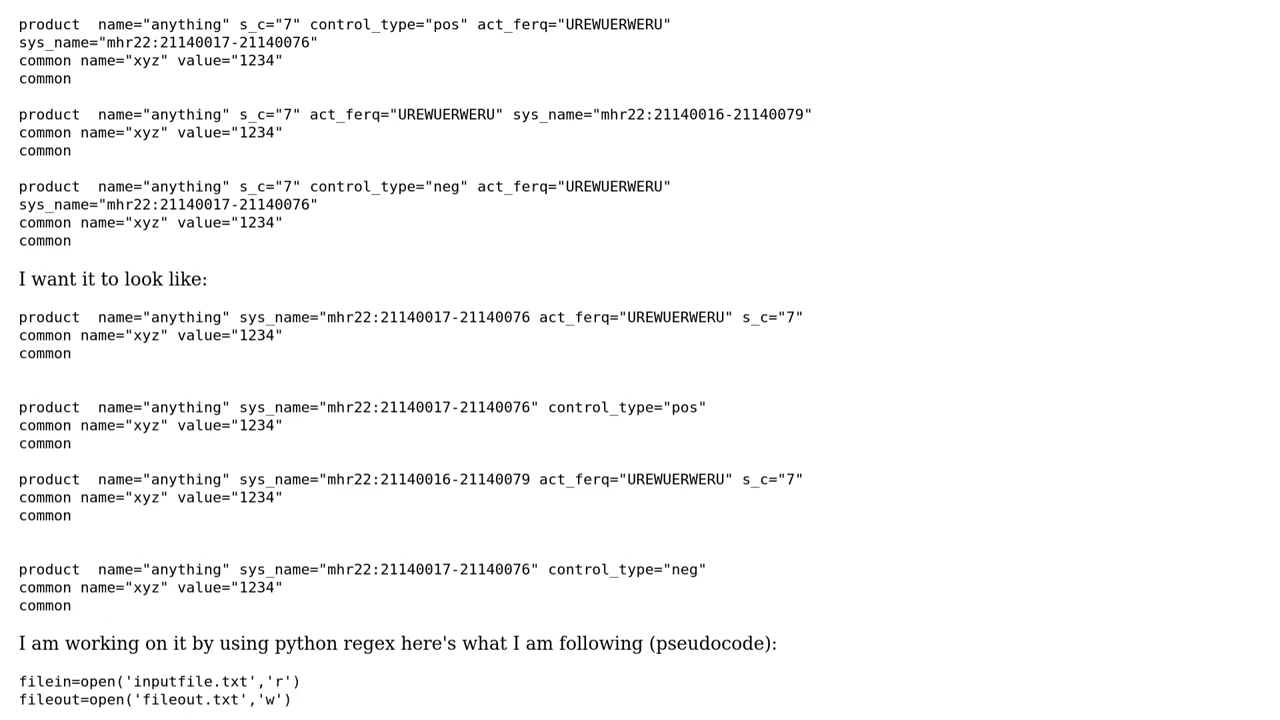 product  name="anything" s_c="7" control_type="pos" act_ferq="UREWUERWERU"
sys_name="mhr22:21140017-21140076"
common name="xyz" value="1234"
common
product  name="anything" s_c="7" act_ferq="UREWUERWERU" sys_name="mhr22:21140016-21140079"
common name="xyz" value="1234"
common
product  name="anything" s_c="7" control_type="neg" act_ferq="UREWUERWERU"
sys_name="mhr22:21140017-21140076"
common name="xyz" value="1234"
common
I want it to look like:
product  name="anything" sys_name="mhr22:21140017-21140076 act_ferq="UREWUERWERU" s_c="7"
common name="xyz" value="1234"
common
product  name="anything" sys_name="mhr22:21140017-21140076" control_type="pos"
common name="xyz" value="1234"
common
product  name="anything" sys_name="mhr22:21140016-21140079 act_ferq="UREWUERWERU" s_c="7"
common name="xyz" value="1234"
common
product  name="anything" sys_name="mhr22:21140017-21140076" control_type="neg"
common name="xyz" value="1234"
common
I am working on it by using python regex here's what I am following (pseudocode):
filein=open('inputfile.txt','r')
fileout=open('fileout.txt','w')